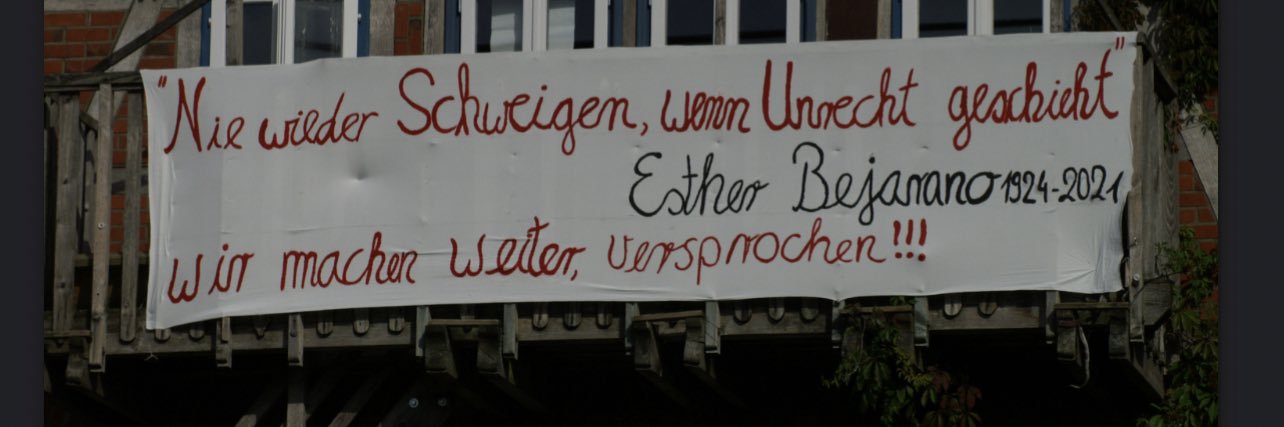 "Nie wieder Schweigen, wenn Unrecht geschieht"
Esther Bejarano 1924-2021
wir machen weiter, versprochen!!!